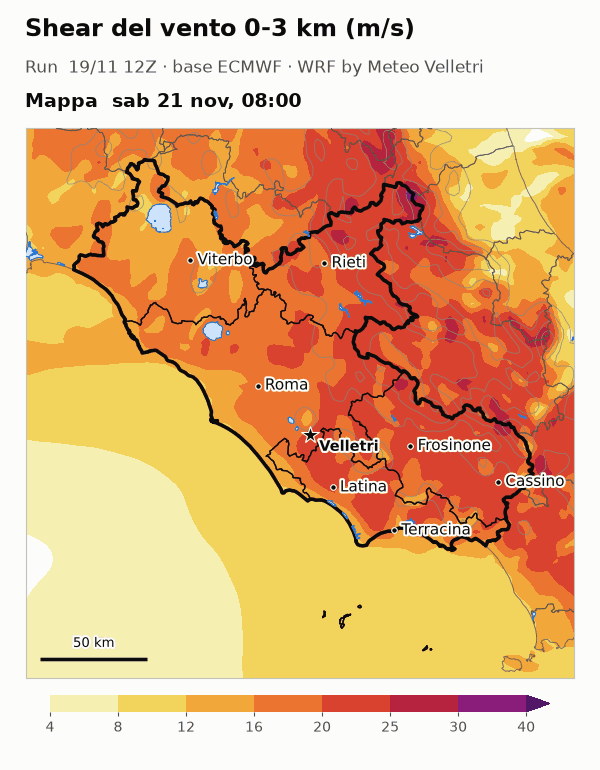 Shear del vento 0-3 km (m/s)
Run 19/11 12Z · base ECMWF · WRF by Meteo Velletri
Mappa sab 21 nov, 08:00
Viterbo
Rieti
Roma
Velletri
Frosinone
Latina
Cassino
Terracina
50 km
4 8 12 16 20 25 30 40